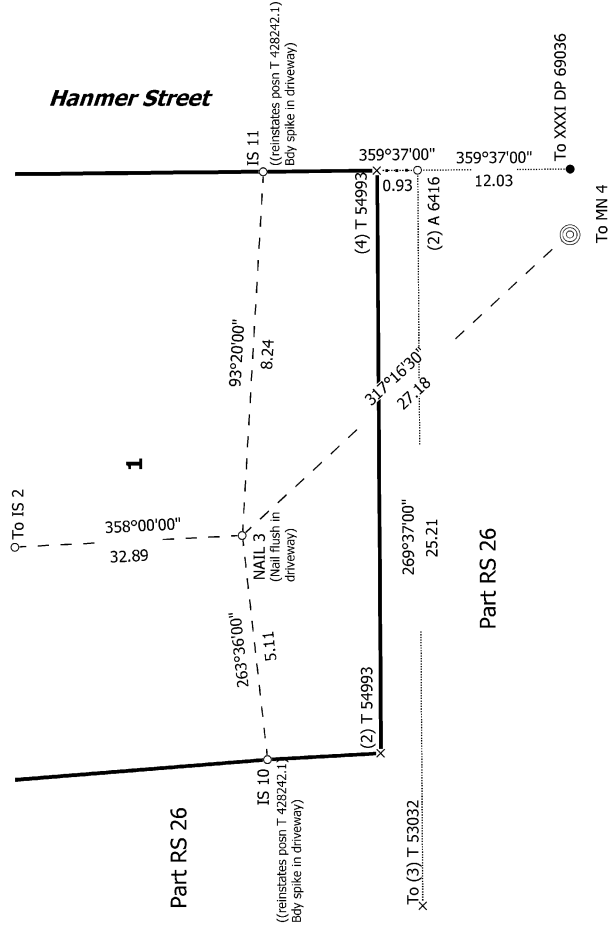 Hanmer Street
IS 11
((reinstates posn T 428242.1)
Bdy spike in driveway)
359°37'00"
0.93
359°37'00"
12.03
To XXXI DP 69036
(4) T 54993
(2) A 6416
To MN 4
93°20'00"
8.24
317°16'30"
27.18
1
To IS 2
358°00'00"
32.89
NAIL 3
(Nail flush in
driveway)
269°37'00"
25.21
Part RS 26
263°36'00"
5.11
(2) T 54993
IS 10
((reinstates posn T 428242.1)
Bdy spike in driveway)
Part RS 26
To (3) T 53032